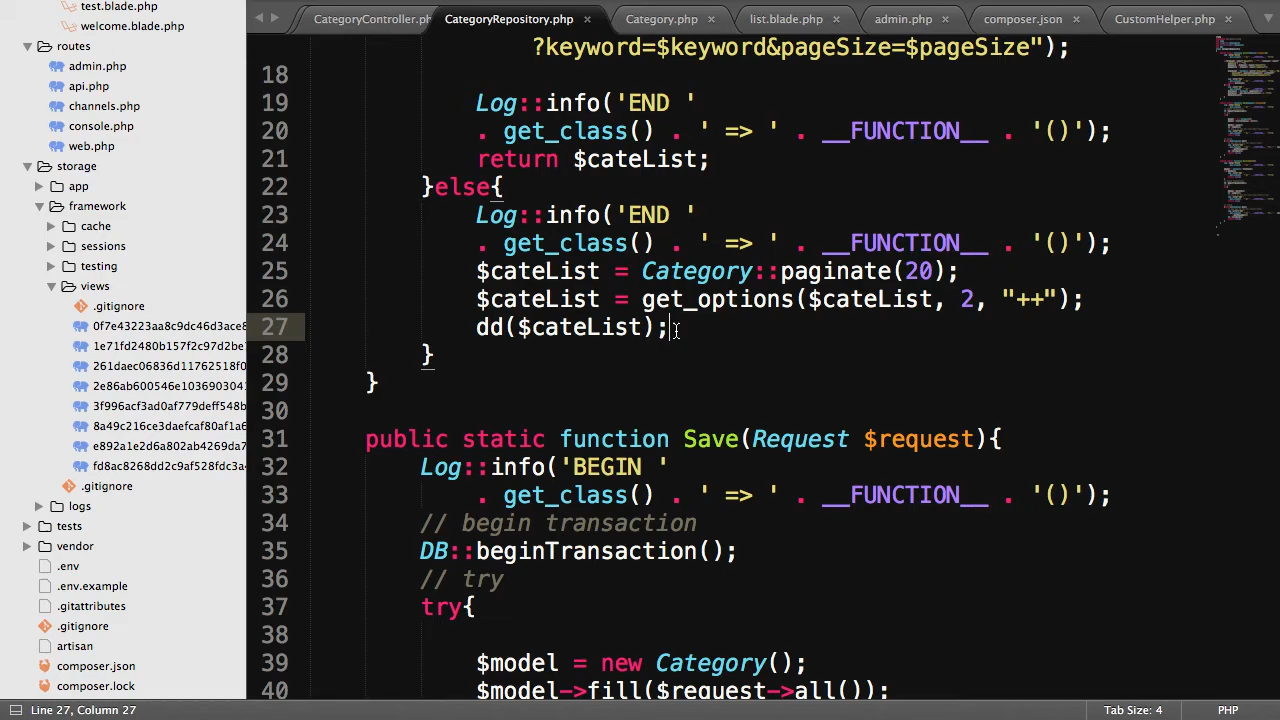 test.blade.php
welcome.blade.php
routes
admin.php
api.php
channels.php
console.php
web.php
storage
app
framework
cache
sessions
testing
views
.gitignore
0f7e43223aa8c9dc46d3ace8
1e71fd2480b157f2c97d2be7
261daec06836d11762518f0
2e86ab600546e1036903041
3f996acf3ad0af779deff548b
8a49c216ce3daefcaf80af1a6
e892a1e2d6a802ab4269da7
fd8ac8268dd2c9af528fdc3a
.gitignore
logs
tests
vendor
.env
.env.example
.gitattributes
.gitignore
artisan
composer.json
composer.lock
CategoryController.ph
CategoryRepository.php ×
Category.php ×
list.blade.php ×
admin.php ×
composer.json ×
CustomHelper.php ×
?keyword=$keyword&pageSize=$pageSize");
18
19 Log::info('END '
20 . get_class() . ' => ' . __FUNCTION__ . '()');
21 return $cateList;
22 }else{
23 Log::info('END '
24 . get_class() . ' => ' . __FUNCTION__ . '()');
25 $cateList = Category::paginate(20);
26 $cateList = get_options($cateList, 2, "++");
27 dd($cateList);
28 }
29 }
30
31 public static function Save(Request $request){
32 Log::info('BEGIN '
33 . get_class() . ' => ' . __FUNCTION__ . '()');
34 // begin transaction
35 DB::beginTransaction();
36 // try
37 try{
38
39 $model = new Category();
40 $model->fill($request->all());
Line 27, Column 27
Tab Size: 4
PHP